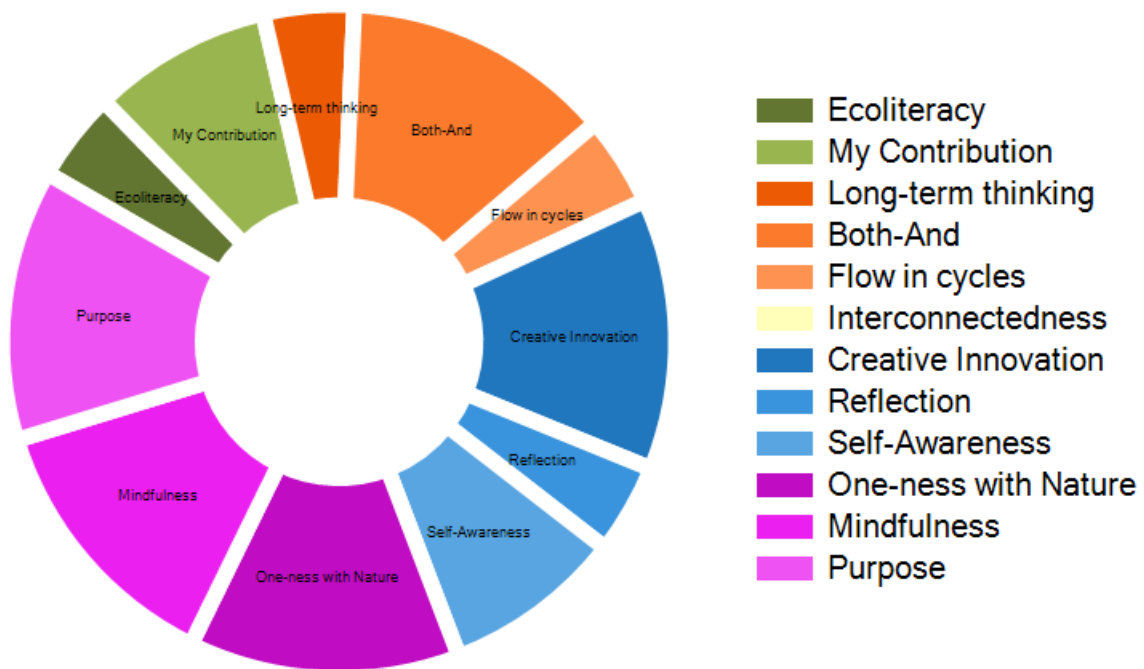 Long-term thinking
Both-And
My Contribution
Ecoliteracy
Flow in cycles
Purpose
Creative Innovation
Mindfulness
Reflection
Self-Awareness
One-ness with Nature
Ecoliteracy
My Contribution
Long-term thinking
Both-And
Flow in cycles
Interconnectedness
Creative Innovation
Reflection
Self-Awareness
One-ness with Nature
Mindfulness
Purpose